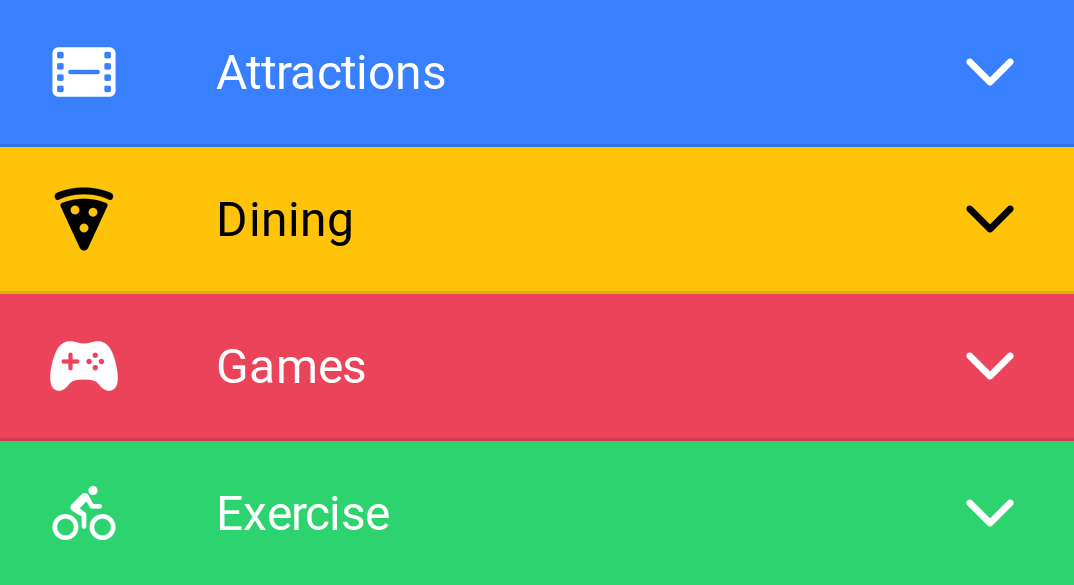 Attractions
Dining
Games
Exercise